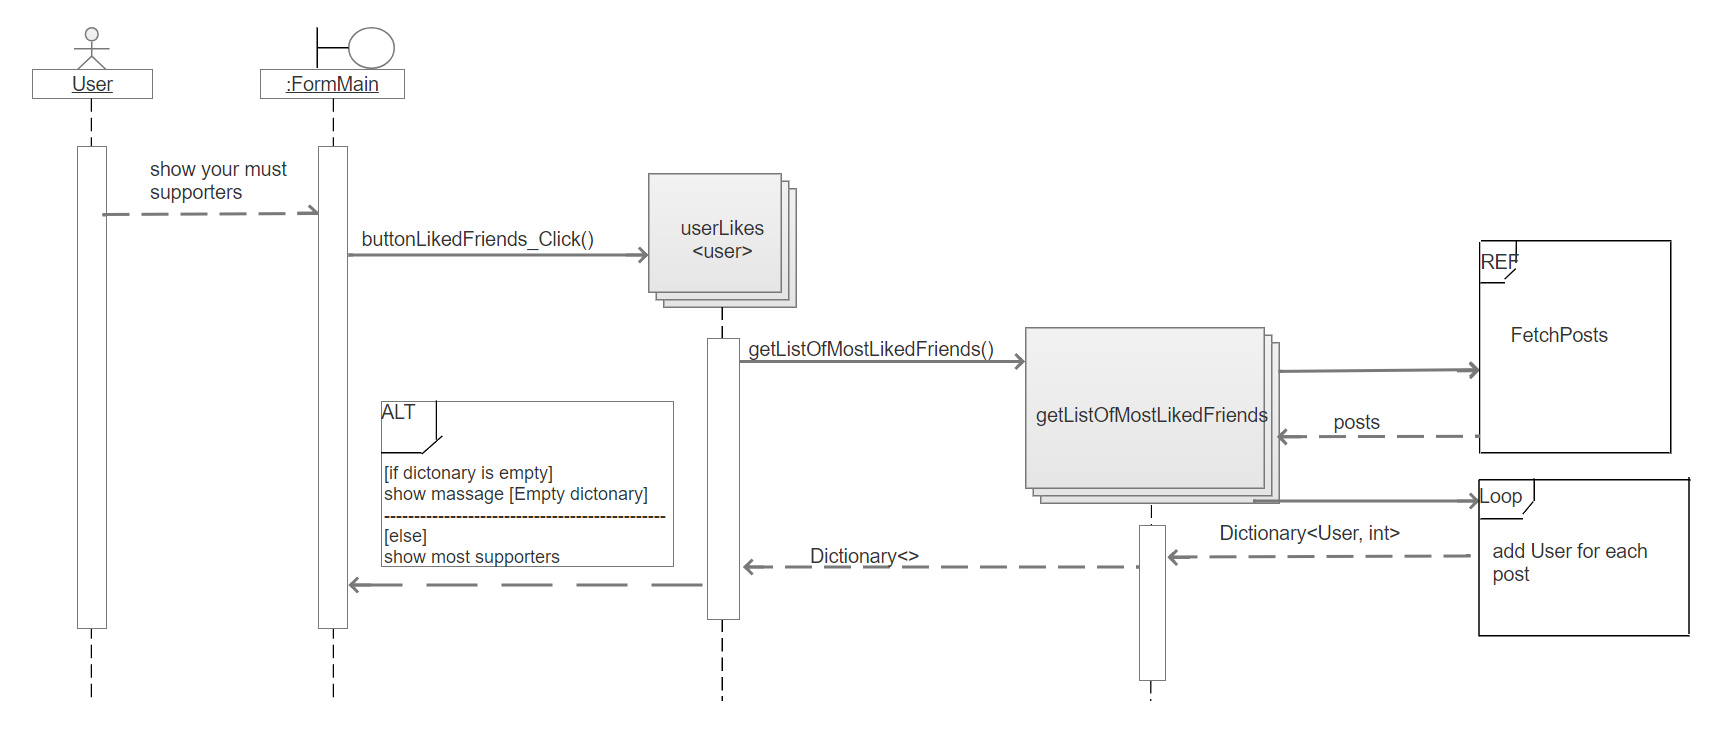 User
:FormMain
show your must
supporters
buttonLikedFriends_Click()
userLikes
<user>
getListOfMostLikedFriends()
getListOfMostLikedFriends
REF
FetchPosts
posts
ALT
[if dictonary is empty]
show massage [Empty dictonary]
[else]
show most supporters
Dictionary<>
Dictionary<User, int>
Loop
add User for each
post